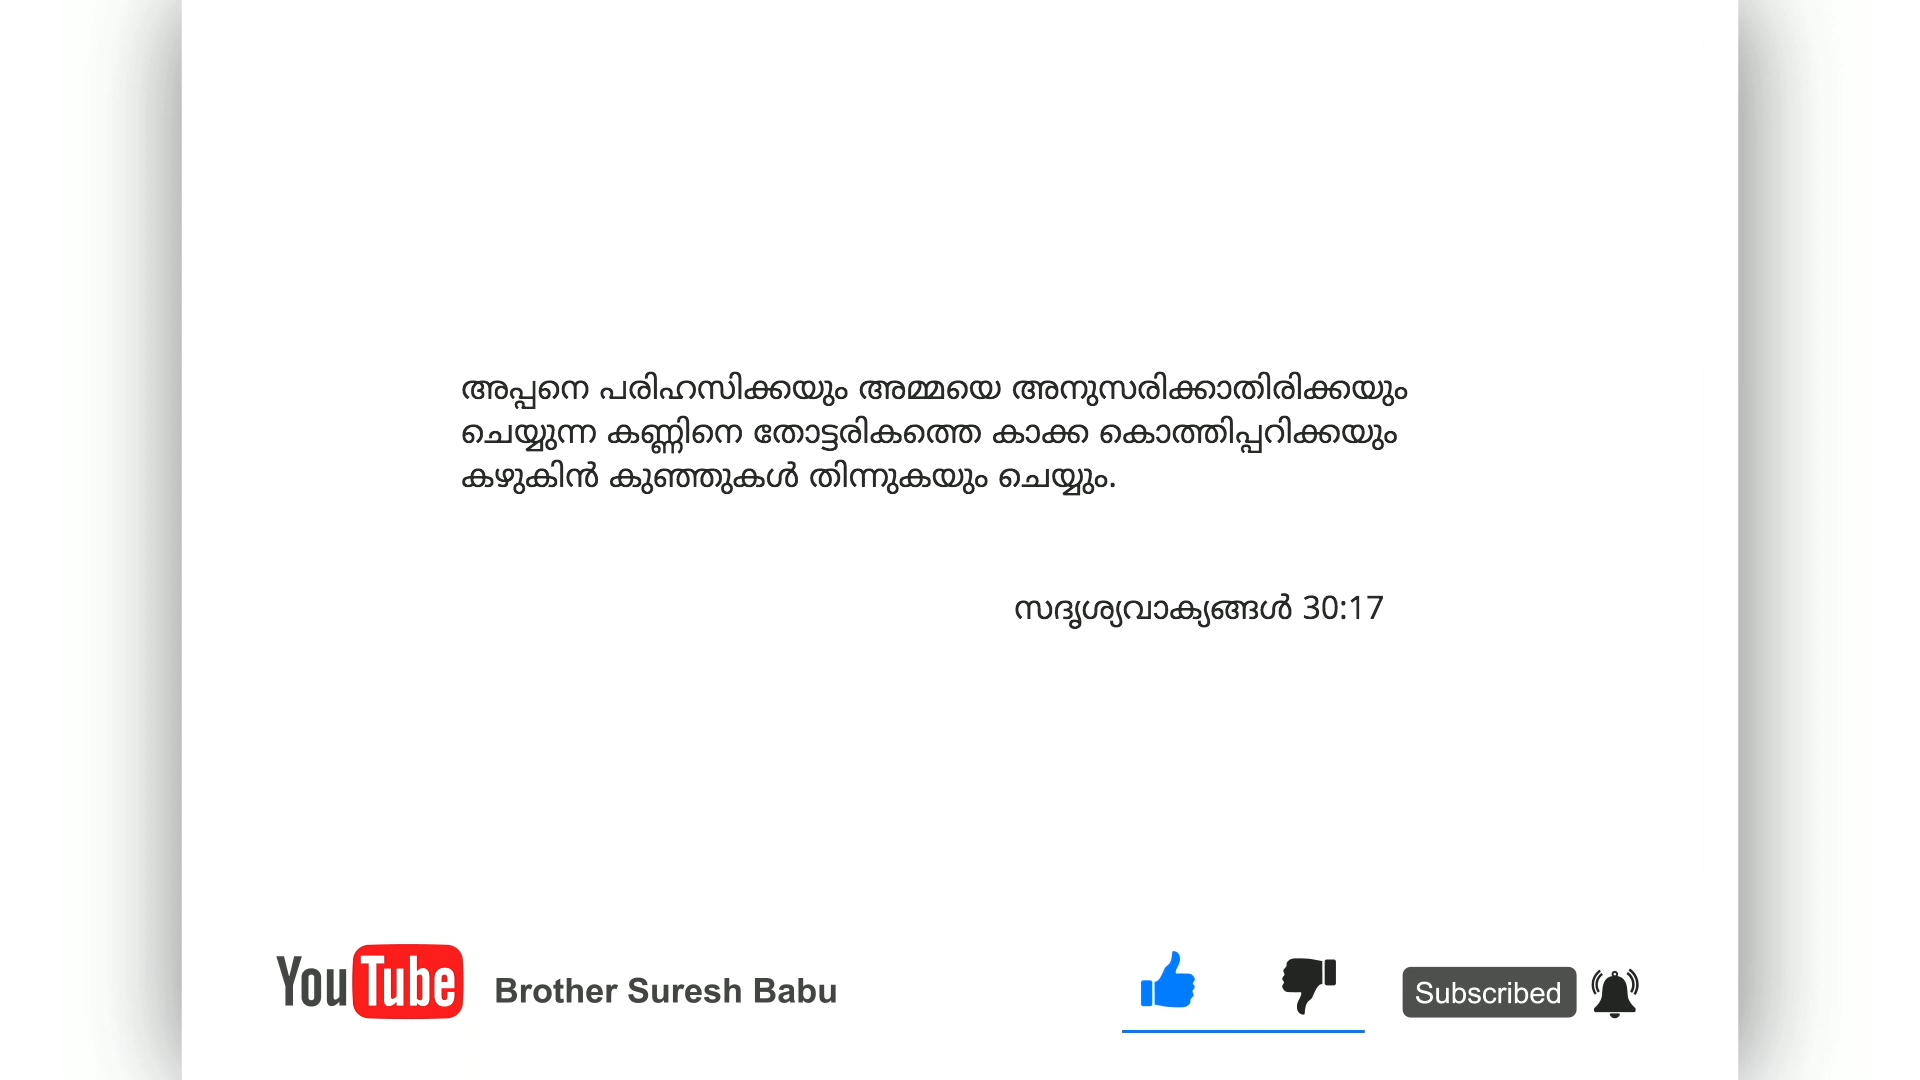 അപ്പനെ പരിഹസിക്കയും അമ്മയെ അനുസരിക്കാതിരിക്കയും
ചെയ്യുന്ന കണ്ണിനെ തോട്ടരികത്തെ കാക്ക കൊത്തിപ്പറിക്കയും
കഴുകിൻ കുഞ്ഞുകൾ തിന്നുകയും ചെയ്യും.
സദൃശ്യവാക്യങ്ങൾ 30:17
YouTube Brother Suresh Babu Subscribed